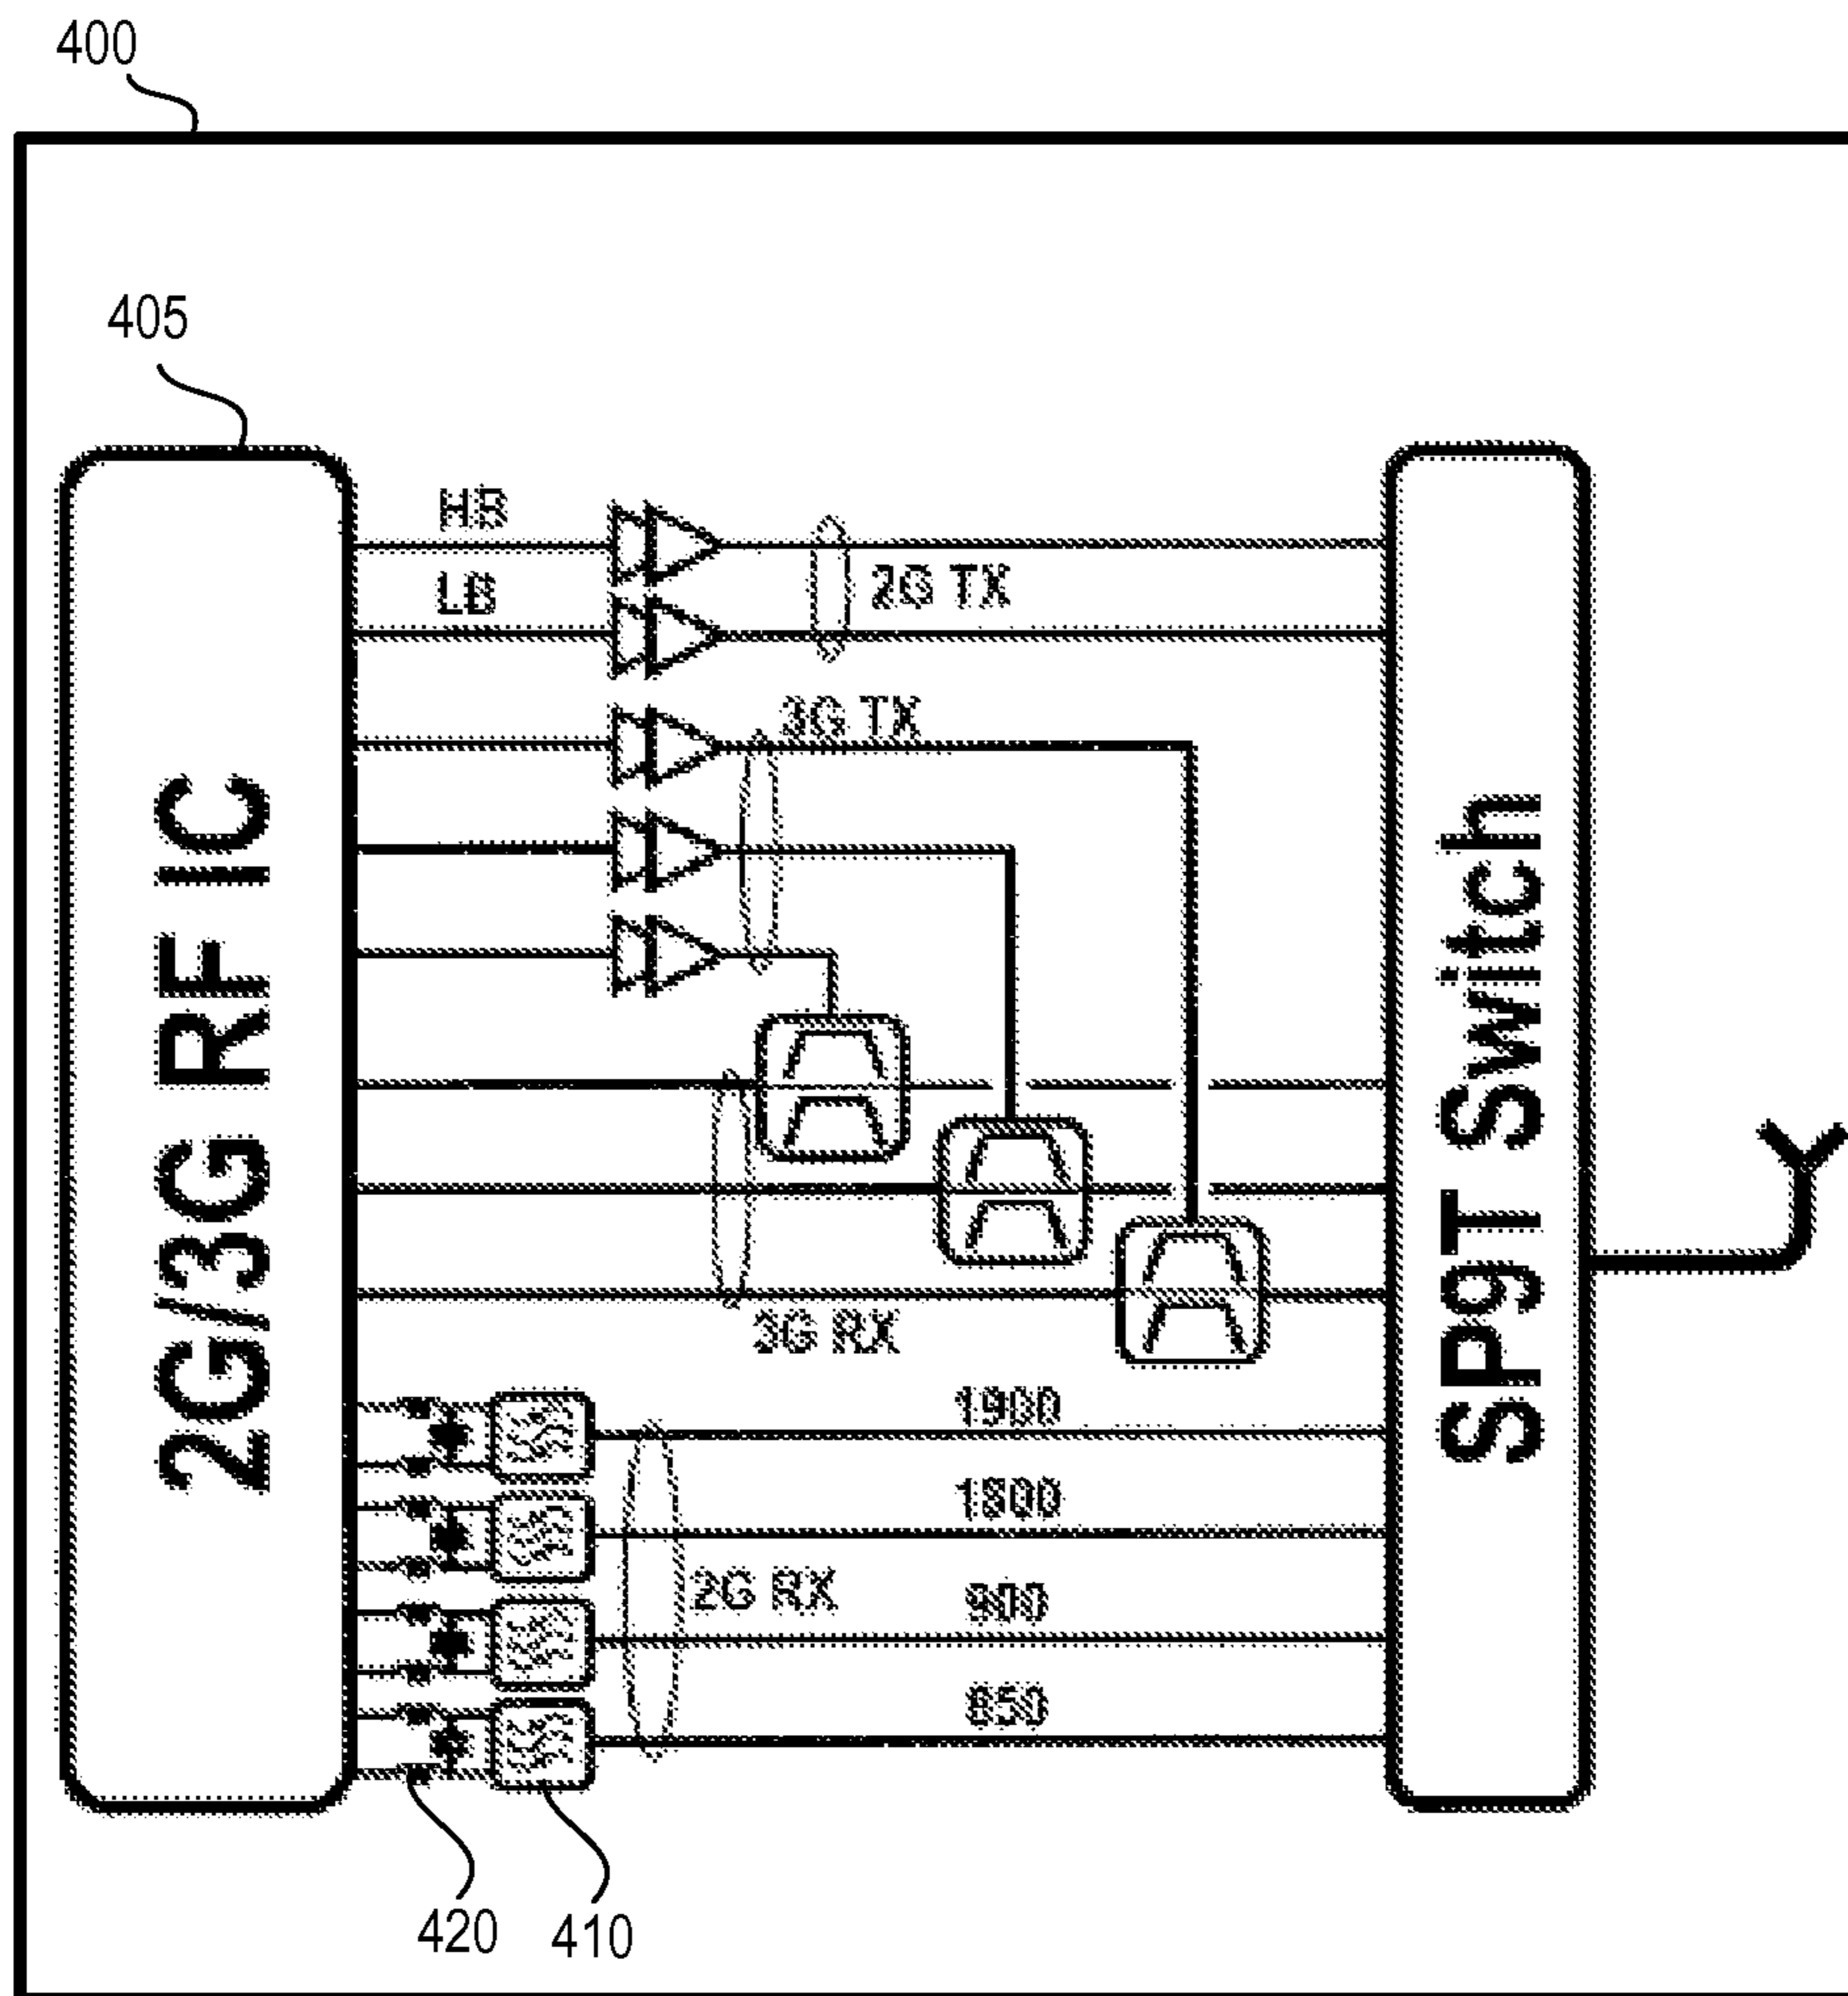 400
405
HB
LB
2G TX
3G TX
2G/3G RF IC
SP9T Switch
3G RX
1900
1800
2G RX
900
850
420
410